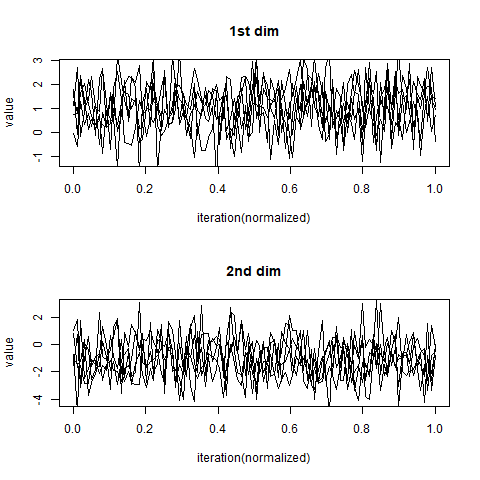 1st dim
value
3
2
1
0
-1
0.0 0.2 0.4 0.6 0.8 1.0
iteration(normalized)
2nd dim
value
2
0
-2
-4
0.0 0.2 0.4 0.6 0.8 1.0
iteration(normalized)